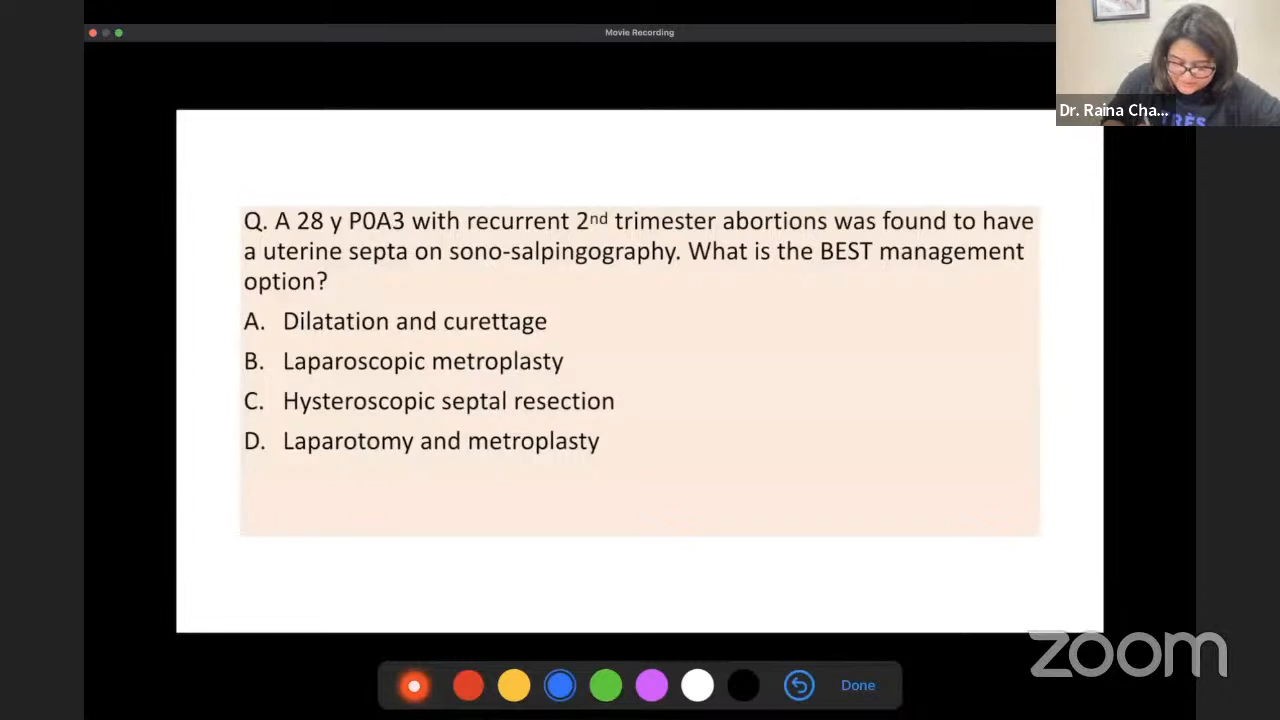 Movie Recording
Dr. Raina Cha...
Q. A 28 y P0A3 with recurrent 2nd trimester abortions was found to have
a uterine septa on sono-salpingography. What is the BEST management
option?
A. Dilatation and curettage
B. Laparoscopic metroplasty
C. Hysteroscopic septal resection
D. Laparotomy and metroplasty
zoom
Done